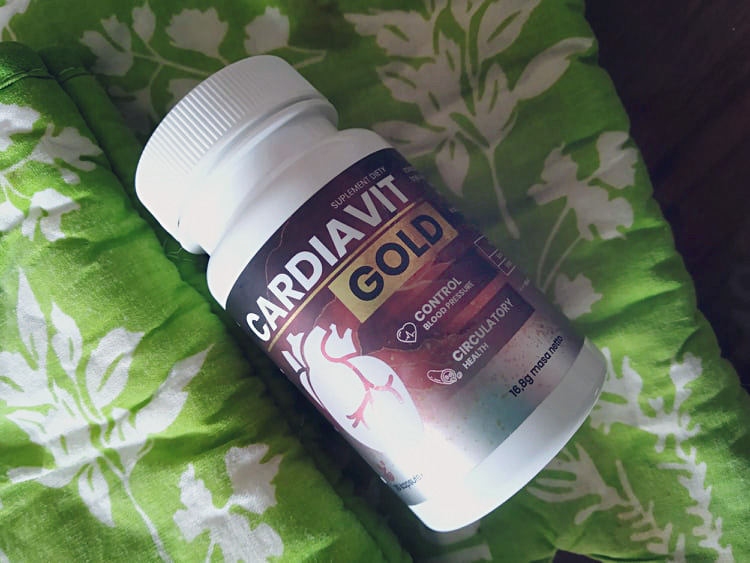 SUPLEMENT DIETY
CARDIAVIT
GOLD
CONTROL
BLOOD PRESSURE
CIRCULATORY
HEALTH
16,8g masa netto